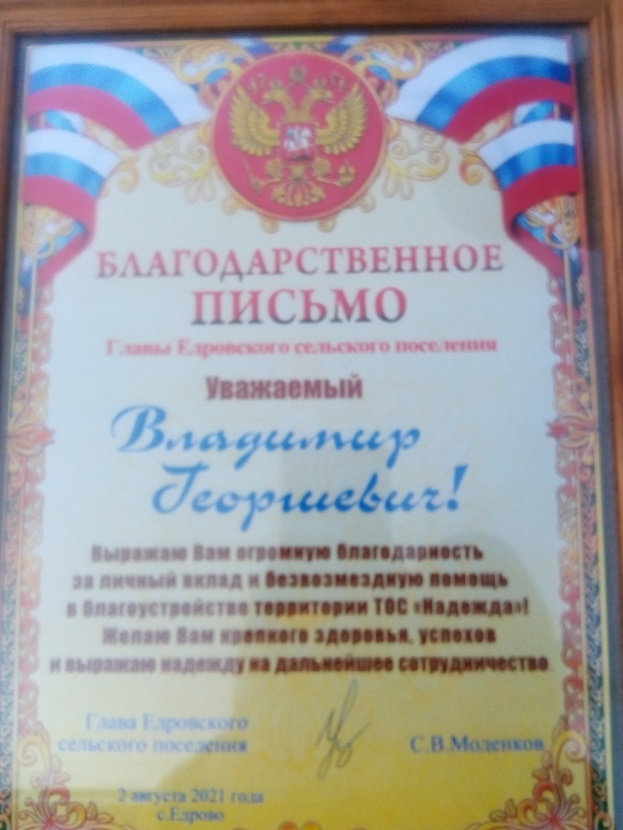 БЛАГОДАРСТВЕННОЕ
ПИСЬМО
Главы Едровского сельского поселения
Уважаемый
Владимир
Георгиевич!
Выражаю Вам огромную благодарность
за личный вклад и безвозмездную помощь
в благоустройстве территории ТОС «Надежда»!
Желаю Вам крепкого здоровья, успехов
и выражаю надежду на дальнейшее сотрудничество
Глава Едровского
сельского поселения
С.В.Моденков
2 августа 2021 года
с.Едрово